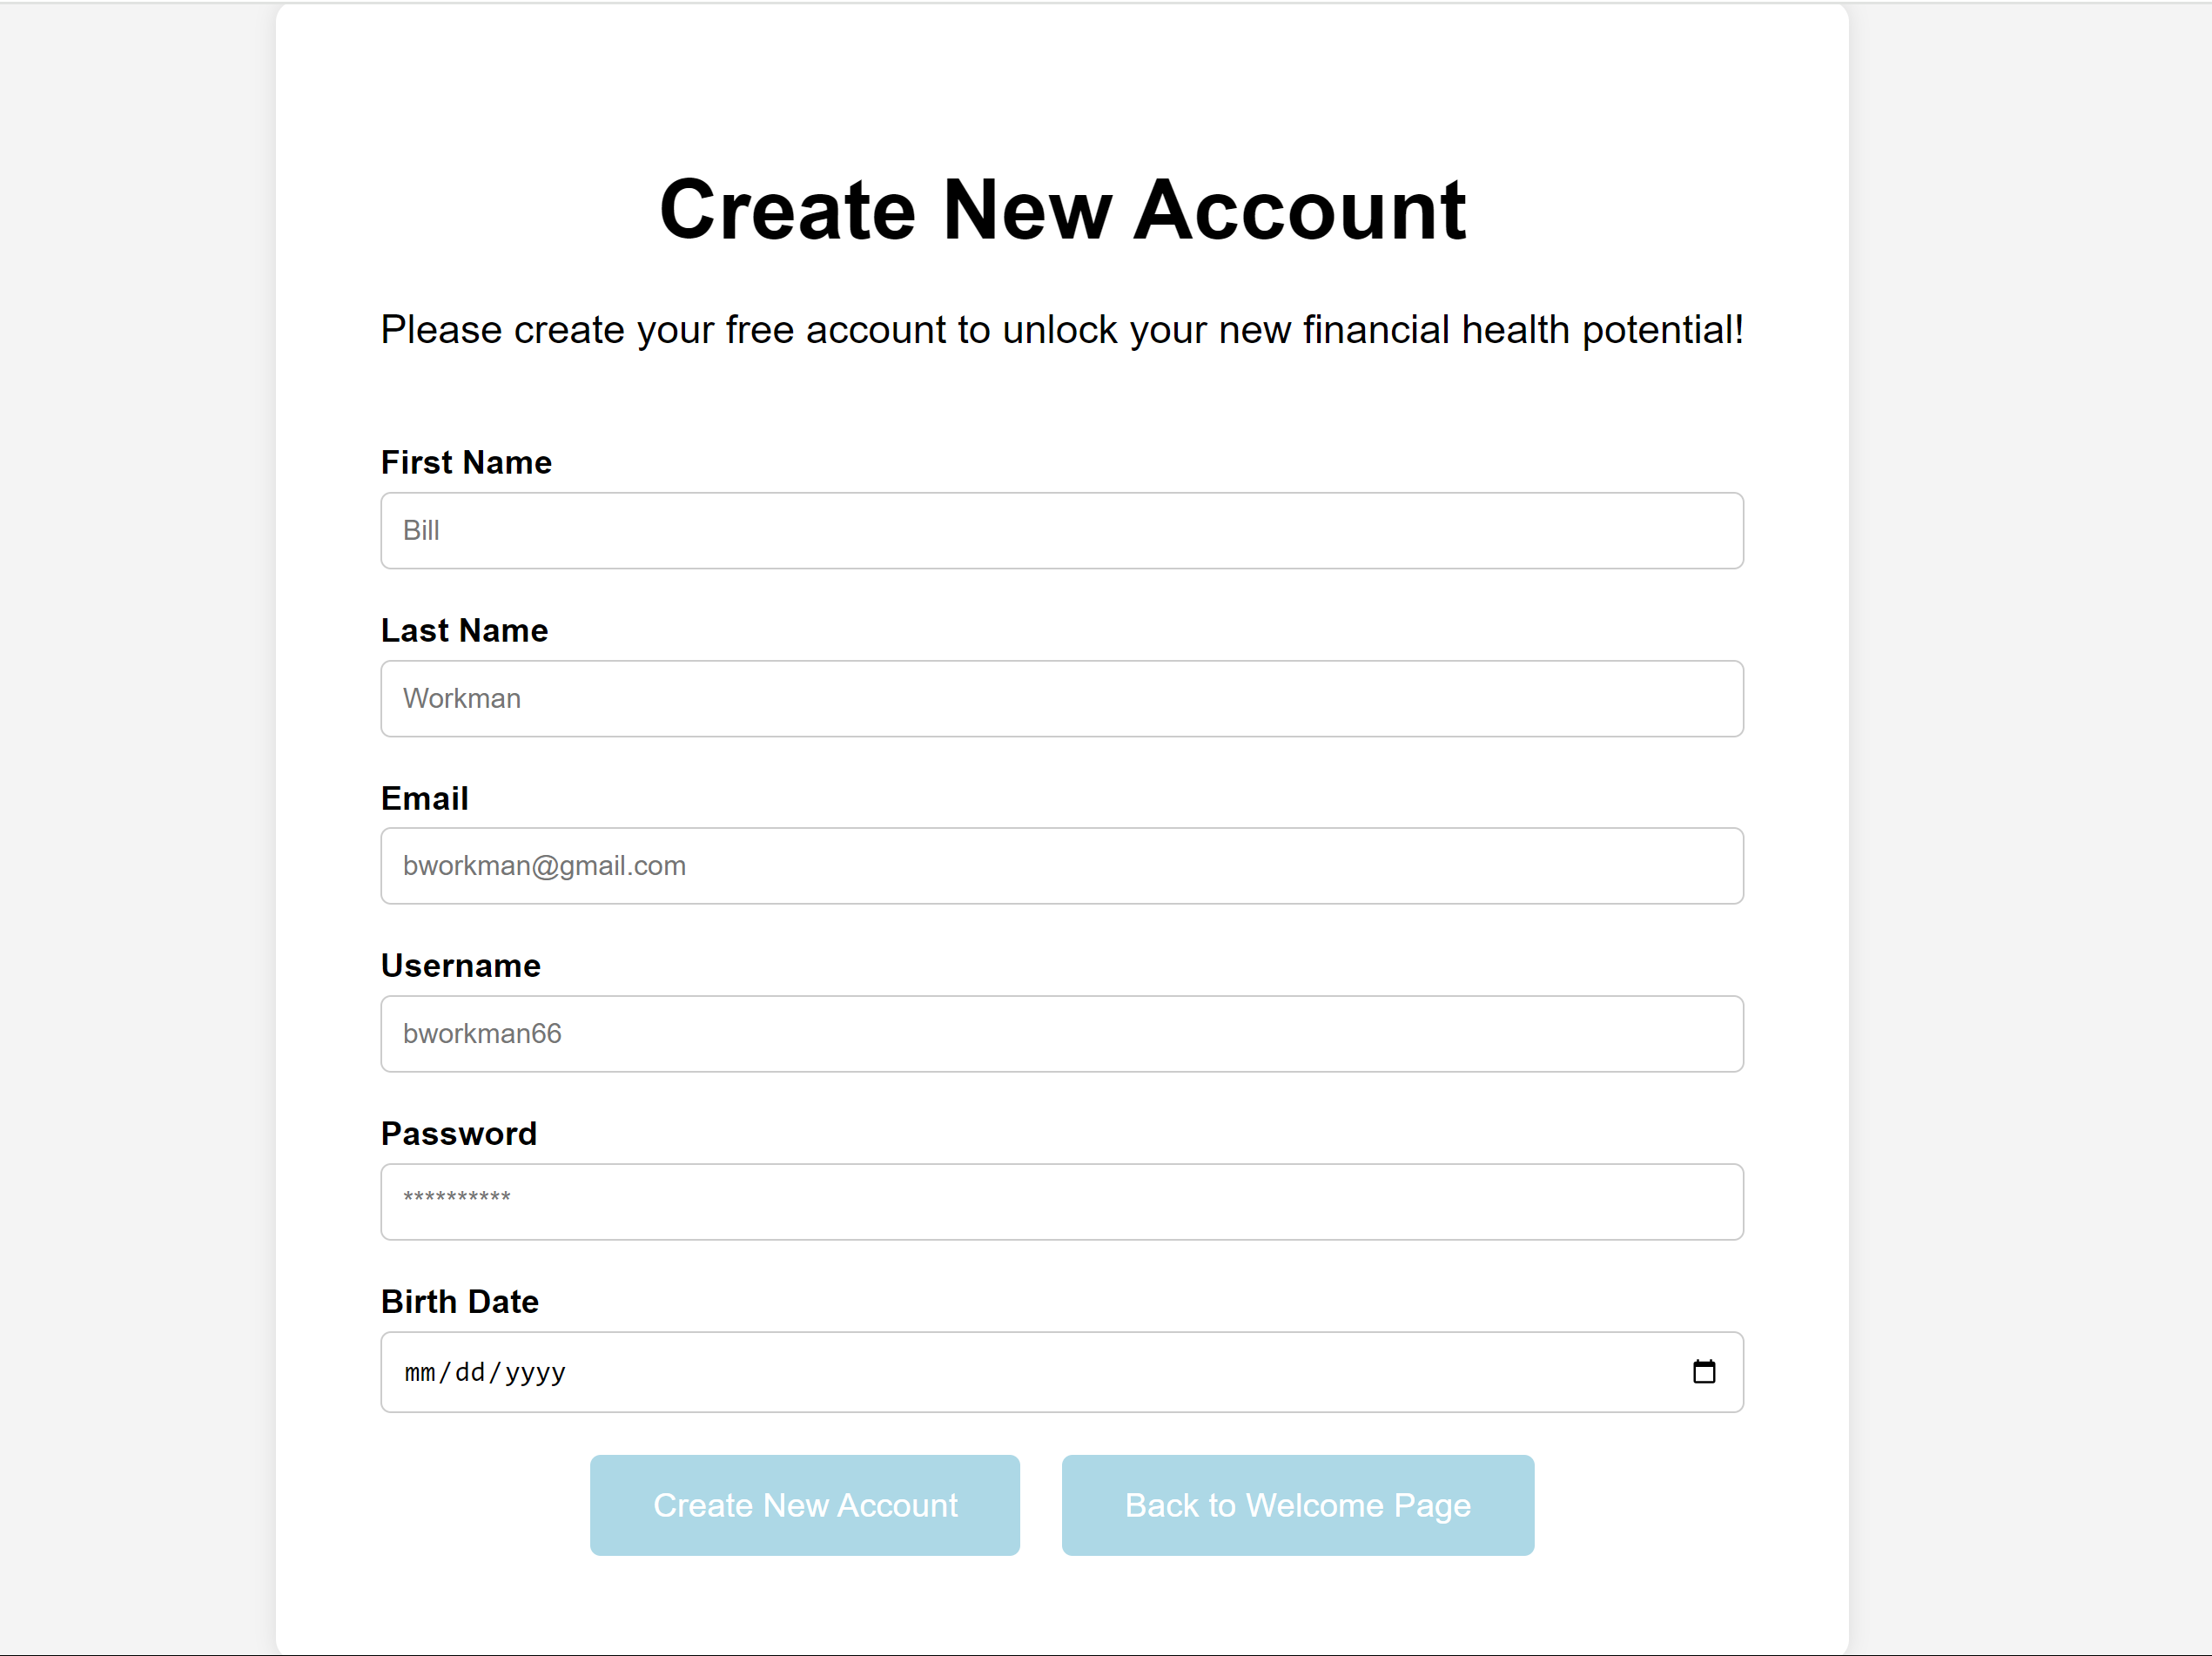 Create New Account
Please create your free account to unlock your new financial health potential!
First Name
Bill
Last Name
Workman
Email
bworkman@gmail.com
Username
bworkman66
Password
**********
Birth Date
mm/dd/yyyy
Create New Account
Back to Welcome Page